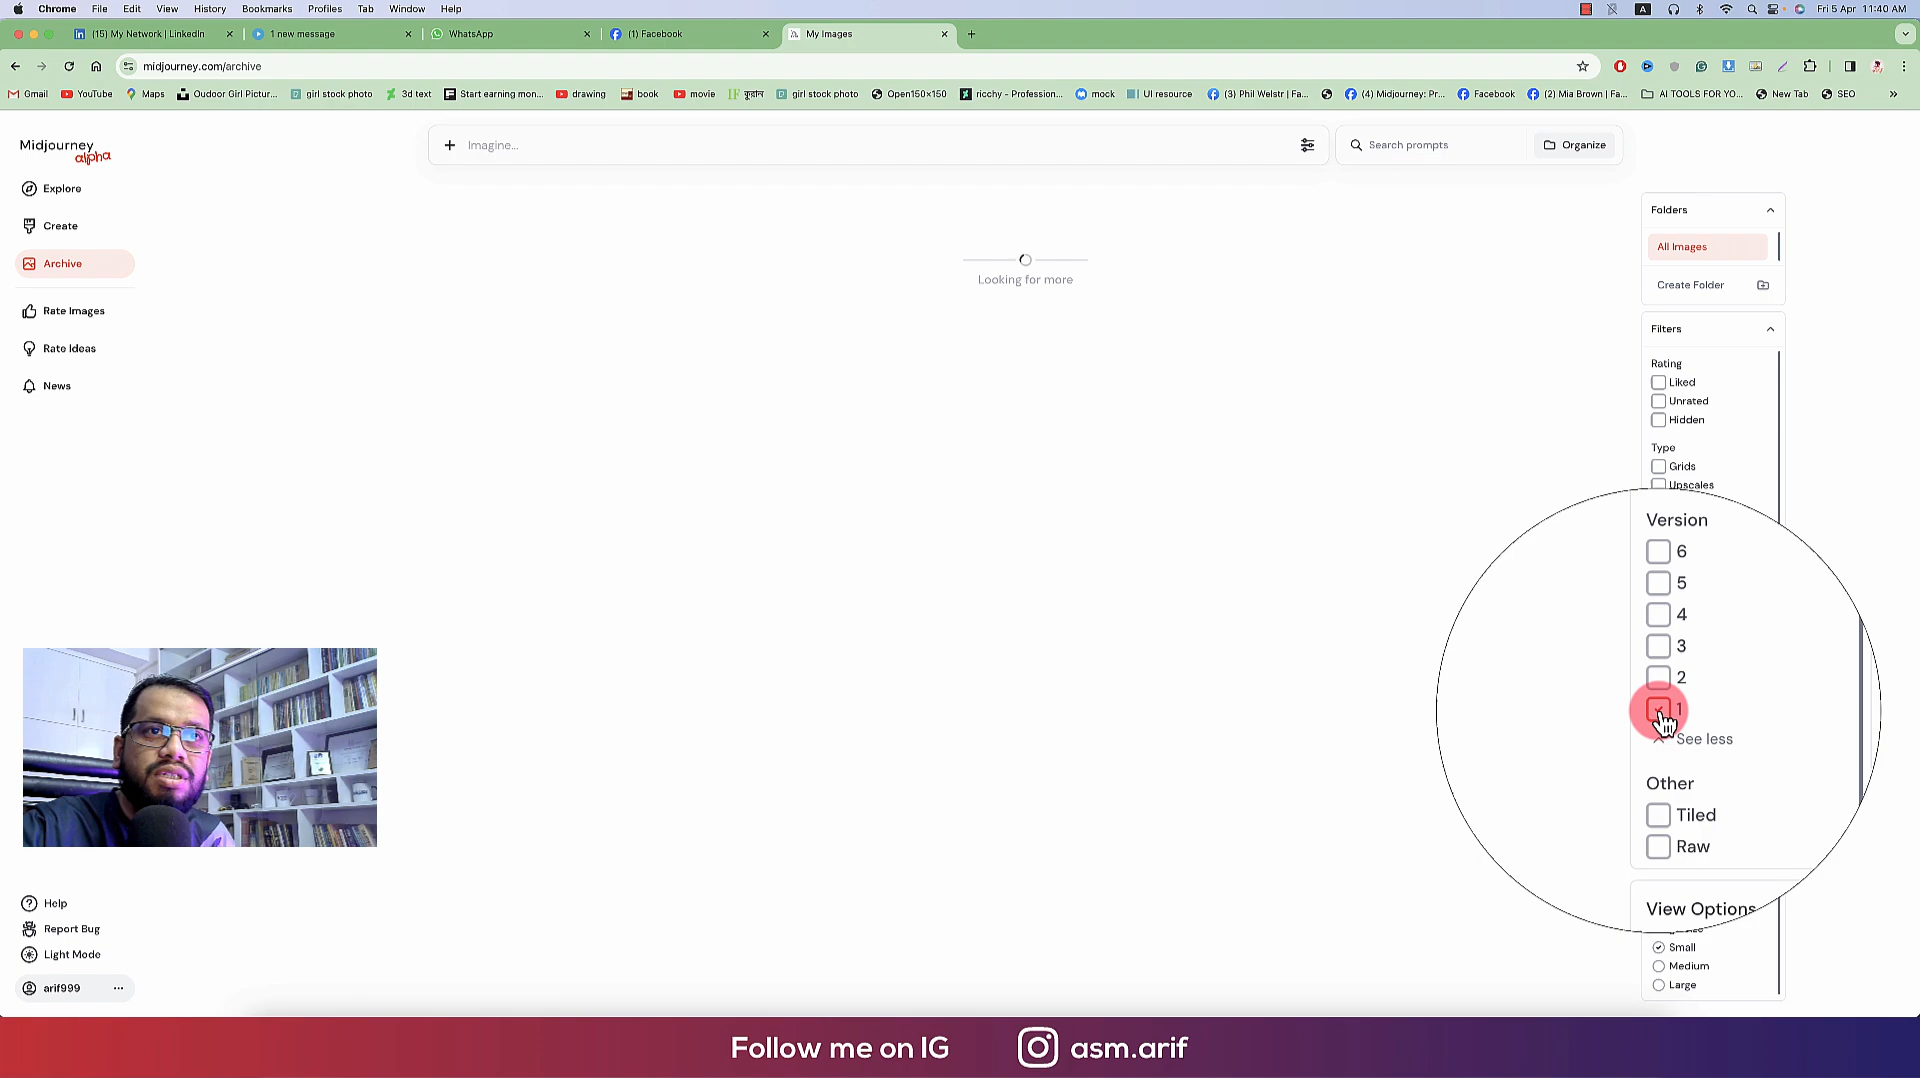 Chrome File Edit View History Bookmarks Profiles Tab Window Help
A Fri 5 Apr 11:40 AM
(15) My Network | LinkedIn
1 new message
WhatsApp
(1) Facebook
My Images
midjourney.com/archive
Gmail
YouTube
Maps
Oudoor Girl Pictur...
girl stock photo
3d text
Start earning mon...
drawing
book
movie
IF কুরআন
girl stock photo
Open150×150
ricchy - Profession...
mock
UI resource
(3) Phil Welstr | Fa...
(4) Midjourney: Pr...
Facebook
(2) Mia Brown | Fa...
AI TOOLS FOR YO...
New Tab
SEO
Midjourney
alpha
Imagine...
Search prompts
Organize
Explore
Create
Archive
Rate Images
Rate Ideas
News
Looking for more
Folders
All Images
Create Folder
Filters
Rating
Liked
Unrated
Hidden
Type
Grids
Upscales
Version
6
5
4
3
2
1
See less
Other
Tiled
Raw
View Options
Small
Medium
Large
Help
Report Bug
Light Mode
arif999
Follow me on IG
asm.arif